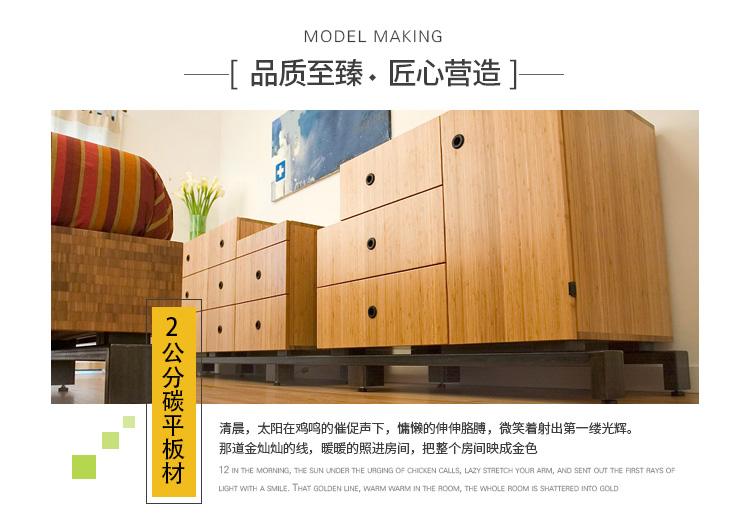 MODEL MAKING
[ 品质至臻 · 匠心营造 ]
2公分碳平板材
清晨，太阳在鸡鸣的催促声下，慵懒的伸伸胳膊，微笑着射出第一缕光辉。
那道金灿灿的线，暖暖的照进房间，把整个房间映成金色
12 IN THE MORNING, THE SUN UNDER THE URGING OF CHICKEN CALLS, LAZY STRETCH YOUR ARM, AND SENT OUT THE FIRST RAYS OF
LIGHT WITH A SMILE. THAT GOLDEN LINE, WARM WARM IN THE ROOM, THE WHOLE ROOM IS SHATTERED INTO GOLD